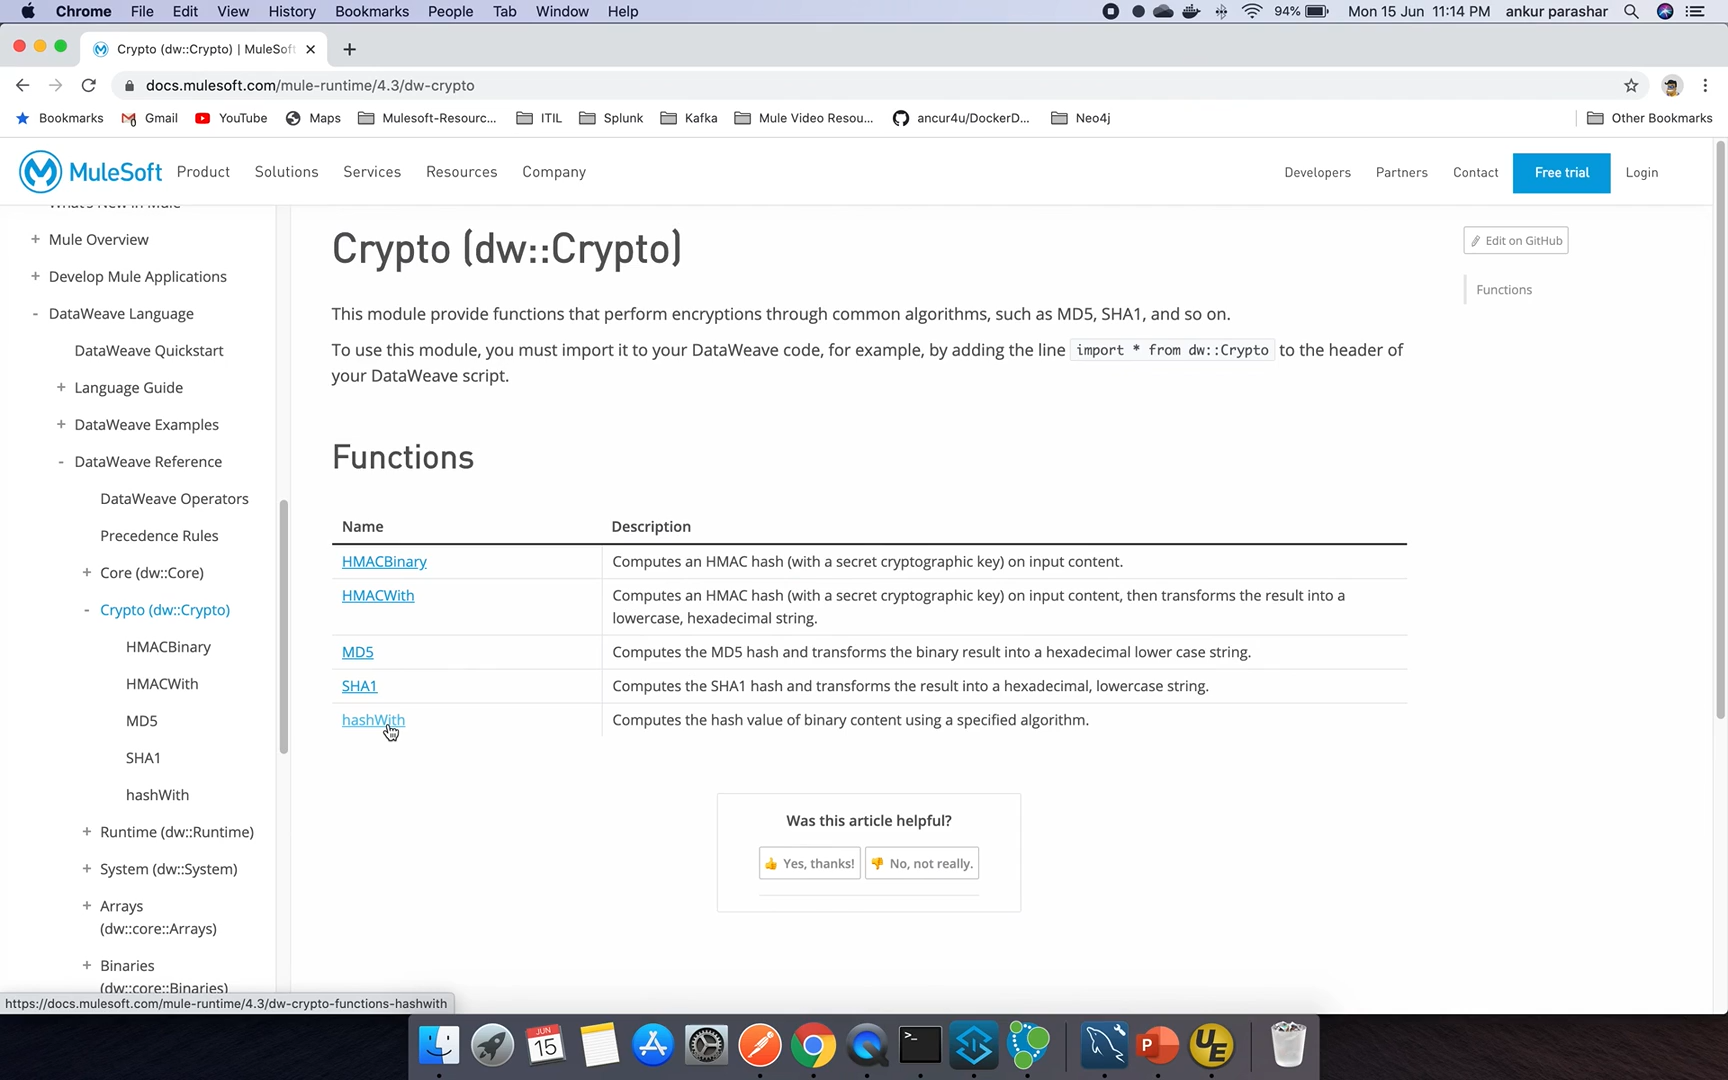 Chrome File Edit View History Bookmarks People Tab Window Help 94% Mon 15 Jun 11:14 PM ankur parashar
Crypto (dw::Crypto) | MuleSoft
docs.mulesoft.com/mule-runtime/4.3/dw-crypto
Bookmarks Gmail YouTube Maps Mulesoft-Resourc... ITIL Splunk Kafka Mule Video Resou... ancur4u/DockerD... Neo4j Other Bookmarks
MuleSoft Product Solutions Services Resources Company Developers Partners Contact Free trial Login
What's New in Mule
+ Mule Overview
+ Develop Mule Applications
- DataWeave Language
DataWeave Quickstart
+ Language Guide
+ DataWeave Examples
- DataWeave Reference
DataWeave Operators
Precedence Rules
+ Core (dw::Core)
- Crypto (dw::Crypto)
HMACBinary
HMACWith
MD5
SHA1
hashWith
+ Runtime (dw::Runtime)
+ System (dw::System)
+ Arrays
(dw::core::Arrays)
+ Binaries
(dw::core::Binaries)
Crypto (dw::Crypto)
This module provide functions that perform encryptions through common algorithms, such as MD5, SHA1, and so on.
To use this module, you must import it to your DataWeave code, for example, by adding the line import * from dw::Crypto to the header of
your DataWeave script.
Functions
Name Description
HMACBinary Computes an HMAC hash (with a secret cryptographic key) on input content.
HMACWith Computes an HMAC hash (with a secret cryptographic key) on input content, then transforms the result into a
lowercase, hexadecimal string.
MD5 Computes the MD5 hash and transforms the binary result into a hexadecimal lower case string.
SHA1 Computes the SHA1 hash and transforms the result into a hexadecimal, lowercase string.
hashWith Computes the hash value of binary content using a specified algorithm.
Was this article helpful?
Yes, thanks! No, not really.
Edit on GitHub
Functions
https://docs.mulesoft.com/mule-runtime/4.3/dw-crypto-functions-hashwith
JUN
15
P
UE